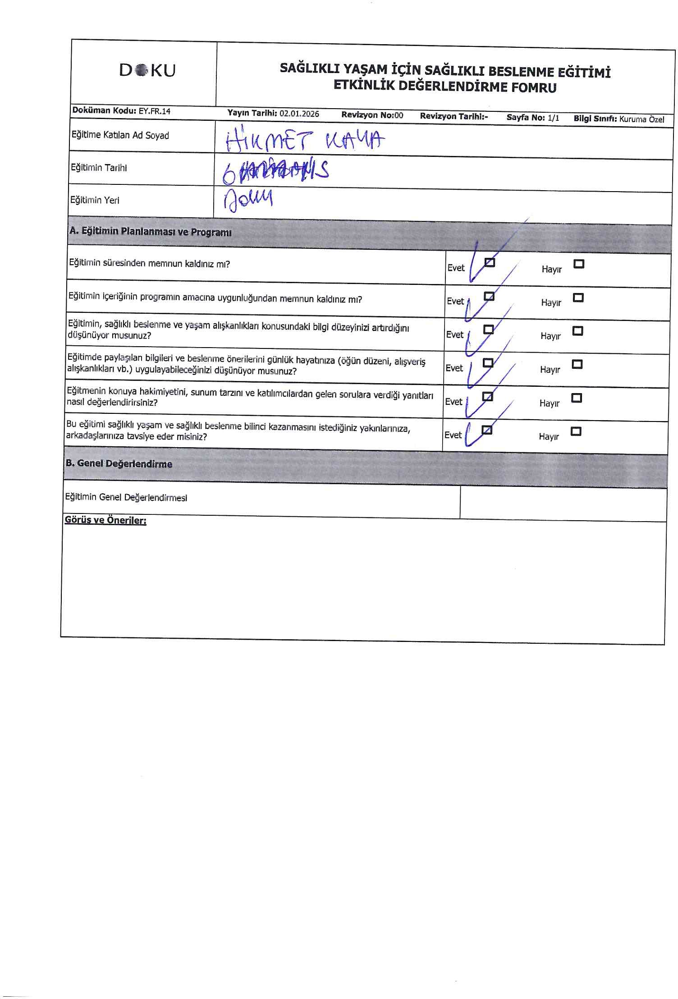 DOKU
SAĞLIKLI YAŞAM İÇİN SAĞLIKLI BESLENME EĞİTİMİ
ETKİNLİK DEĞERLENDİRME FOMRU
Doküman Kodu: EY.FR.14 Yayın Tarihi: 02.01.2026 Revizyon No:00 Revizyon Tarihi:- Sayfa No: 1/1 Bilgi Sınıfı: Kuruma Özel
Eğitime Katılan Ad Soyad HİKMET KAYA
Eğitimin Tarihi
Eğitimin Yeri Doku
A. Eğitimin Planlanması ve Programı
Eğitimin süresinden memnun kaldınız mı? Evet Hayır
Eğitimin içeriğinin programın amacına uygunluğundan memnun kaldınız mı? Evet Hayır
Eğitimin, sağlıklı beslenme ve yaşam alışkanlıkları konusundaki bilgi düzeyinizi artırdığını
düşünüyor musunuz? Evet Hayır
Eğitimde paylaşılan bilgileri ve beslenme önerilerini günlük hayatınıza (öğün düzeni, alışveriş
alışkanlıkları vb.) uygulayabileceğinizi düşünüyor musunuz? Evet Hayır
Eğitmenin konuya hakimiyetini, sunum tarzını ve katılımcılardan gelen sorulara verdiği yanıtları
nasıl değerlendirirsiniz? Evet Hayır
Bu eğitimi sağlıklı yaşam ve sağlıklı beslenme bilinci kazanmasını istediğiniz yakınlarınıza,
arkadaşlarınıza tavsiye eder misiniz? Evet Hayır
B. Genel Değerlendirme
Eğitimin Genel Değerlendirmesi
Görüş ve Öneriler: